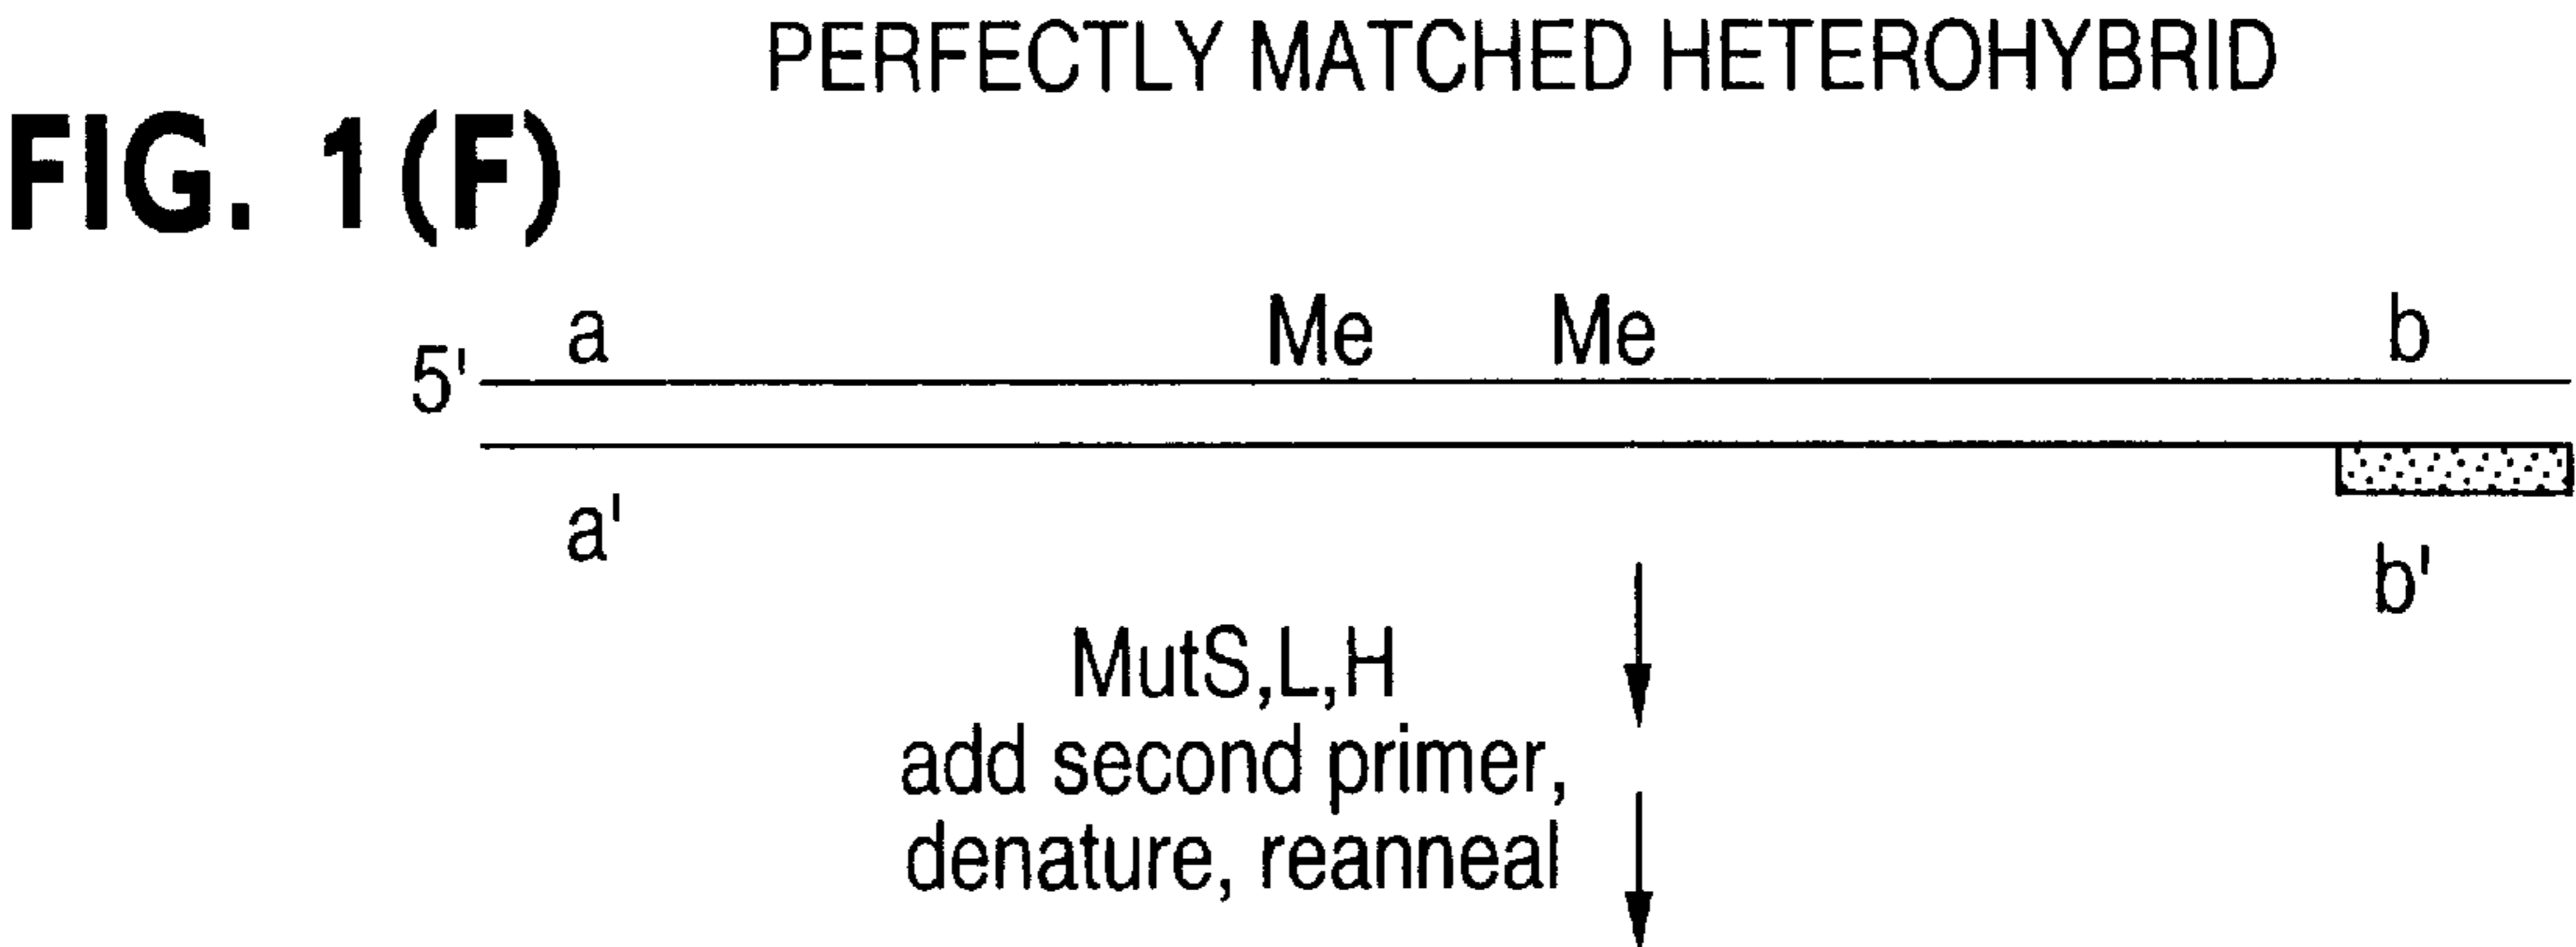 PERFECTLY MATCHED HETEROHYBRID
FIG. 1(F)
a Me Me b
5'
a'
b'
MutS,L,H
add second primer,
denature, reanneal